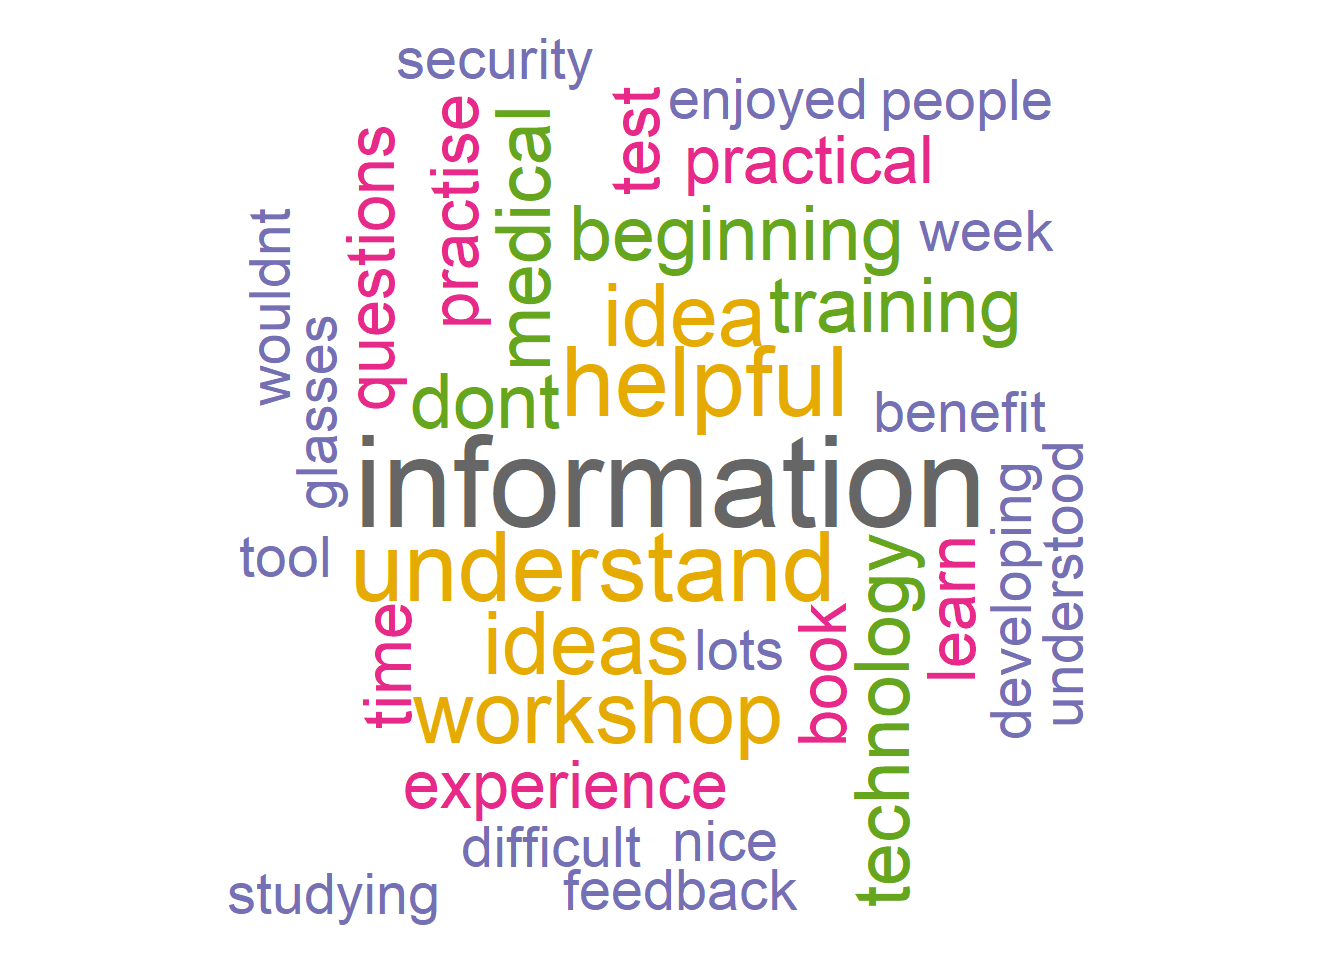 security
enjoyed people
test
practical
practise
medical
questions
beginning
week
wouldnt
idea
training
glasses
helpful
dont
benefit
information
understood
developing
tool
understand
technology
learn
time
ideas
lots
book
workshop
experience
difficult
nice
studying
feedback